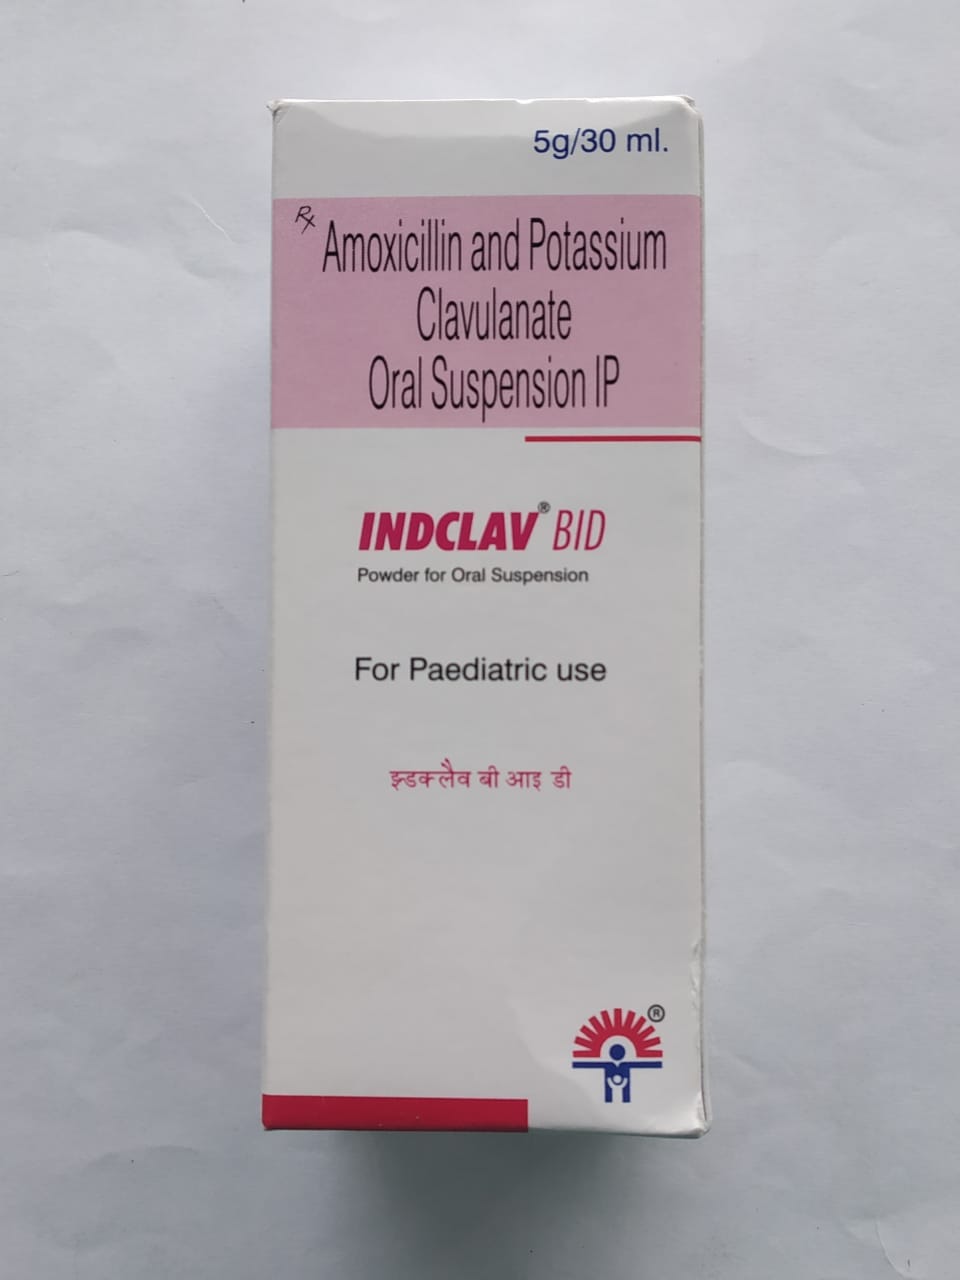 5g/30 ml.
Rx Amoxicillin and Potassium
Clavulanate
Oral Suspension IP
INDCLAV® BID
Powder for Oral Suspension
For Paediatric use
इन्डक्लैव बी आइ डी
®